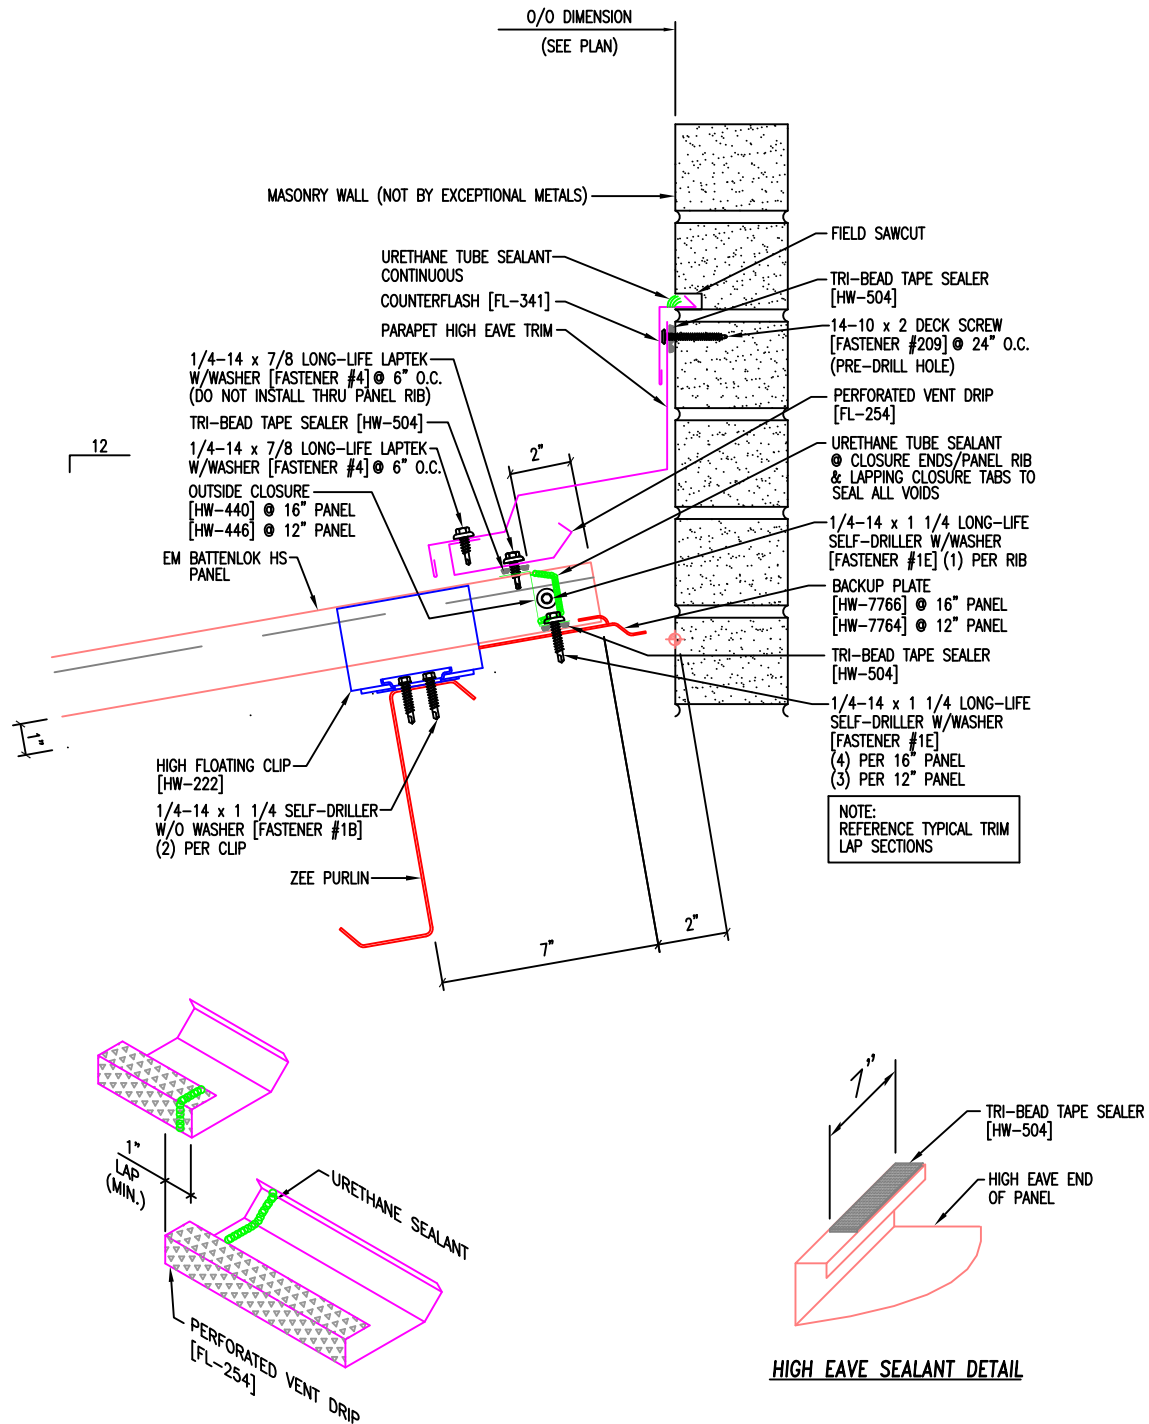 O/O DIMENSION
(SEE PLAN)
MASONRY WALL (NOT BY EXCEPTIONAL METALS)
FIELD SAWCUT
URETHANE TUBE SEALANT
CONTINUOUS
COUNTERFLASH [FL-341]
PARAPET HIGH EAVE TRIM
TRI-BEAD TAPE SEALER
[HW-504]
14-10 x 2 DECK SCREW
[FASTENER #209] @ 24" O.C.
(PRE-DRILL HOLE)
1/4-14 x 7/8 LONG-LIFE LAPTEK
W/WASHER [FASTENER #4] @ 6" O.C.
(DO NOT INSTALL THRU PANEL RIB)
TRI-BEAD TAPE SEALER [HW-504]
1/4-14 x 7/8 LONG-LIFE LAPTEK
W/WASHER [FASTENER #4] @ 6" O.C.
OUTSIDE CLOSURE
[HW-440] @ 16" PANEL
[HW-446] @ 12" PANEL
EM BATTENLOK HS
PANEL
12
2"
PERFORATED VENT DRIP
[FL-254]
URETHANE TUBE SEALANT
@ CLOSURE ENDS/PANEL RIB
& LAPPING CLOSURE TABS TO
SEAL ALL VOIDS
1/4-14 x 1 1/4 LONG-LIFE
SELF-DRILLER W/WASHER
[FASTENER #1E] (1) PER RIB
BACKUP PLATE
[HW-7766] @ 16" PANEL
[HW-7764] @ 12" PANEL
TRI-BEAD TAPE SEALER
[HW-504]
1/4-14 x 1 1/4 LONG-LIFE
SELF-DRILLER W/WASHER
[FASTENER #1E]
(4) PER 16" PANEL
(3) PER 12" PANEL
NOTE:
REFERENCE TYPICAL TRIM
LAP SECTIONS
1"
HIGH FLOATING CLIP
[HW-222]
1/4-14 x 1 1/4 SELF-DRILLER
W/O WASHER [FASTENER #1B]
(2) PER CLIP
ZEE PURLIN
7"
2"
1"
LAP
(MIN.)
URETHANE SEALANT
PERFORATED VENT DRIP
[FL-254]
7"
TRI-BEAD TAPE SEALER
[HW-504]
HIGH EAVE END
OF PANEL
HIGH EAVE SEALANT DETAIL